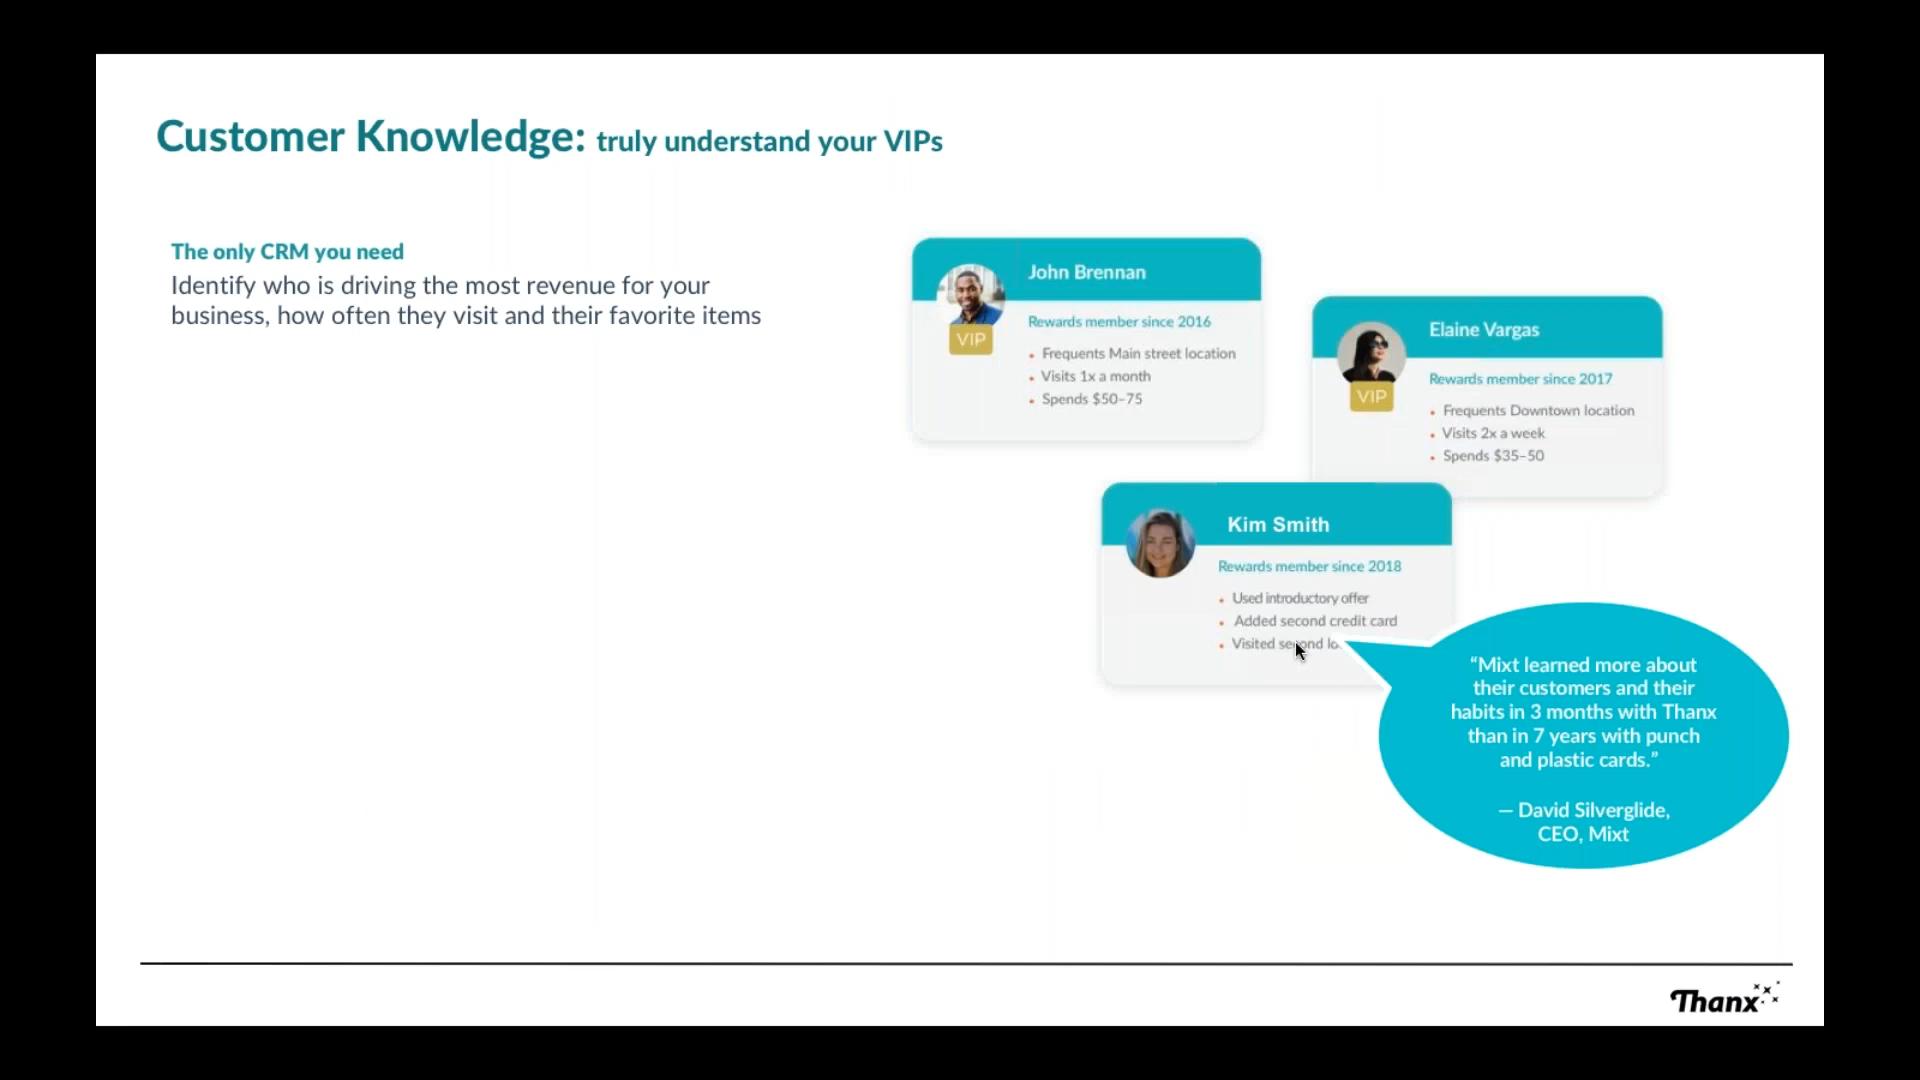 Customer Knowledge: truly understand your VIPs
The only CRM you need
Identify who is driving the most revenue for your
business, how often they visit and their favorite items
John Brennan
VIP
Rewards member since 2016
• Frequents Main street location
• Visits 1x a month
• Spends $50–75
Elaine Vargas
VIP
Rewards member since 2017
• Frequents Downtown location
• Visits 2x a week
• Spends $35–50
Kim Smith
Rewards member since 2018
• Used introductory offer
• Added second credit card
• Visited second
“Mixt learned more about
their customers and their
habits in 3 months with Thanx
than in 7 years with punch
and plastic cards.”
— David Silverglide,
CEO, Mixt
Thanx